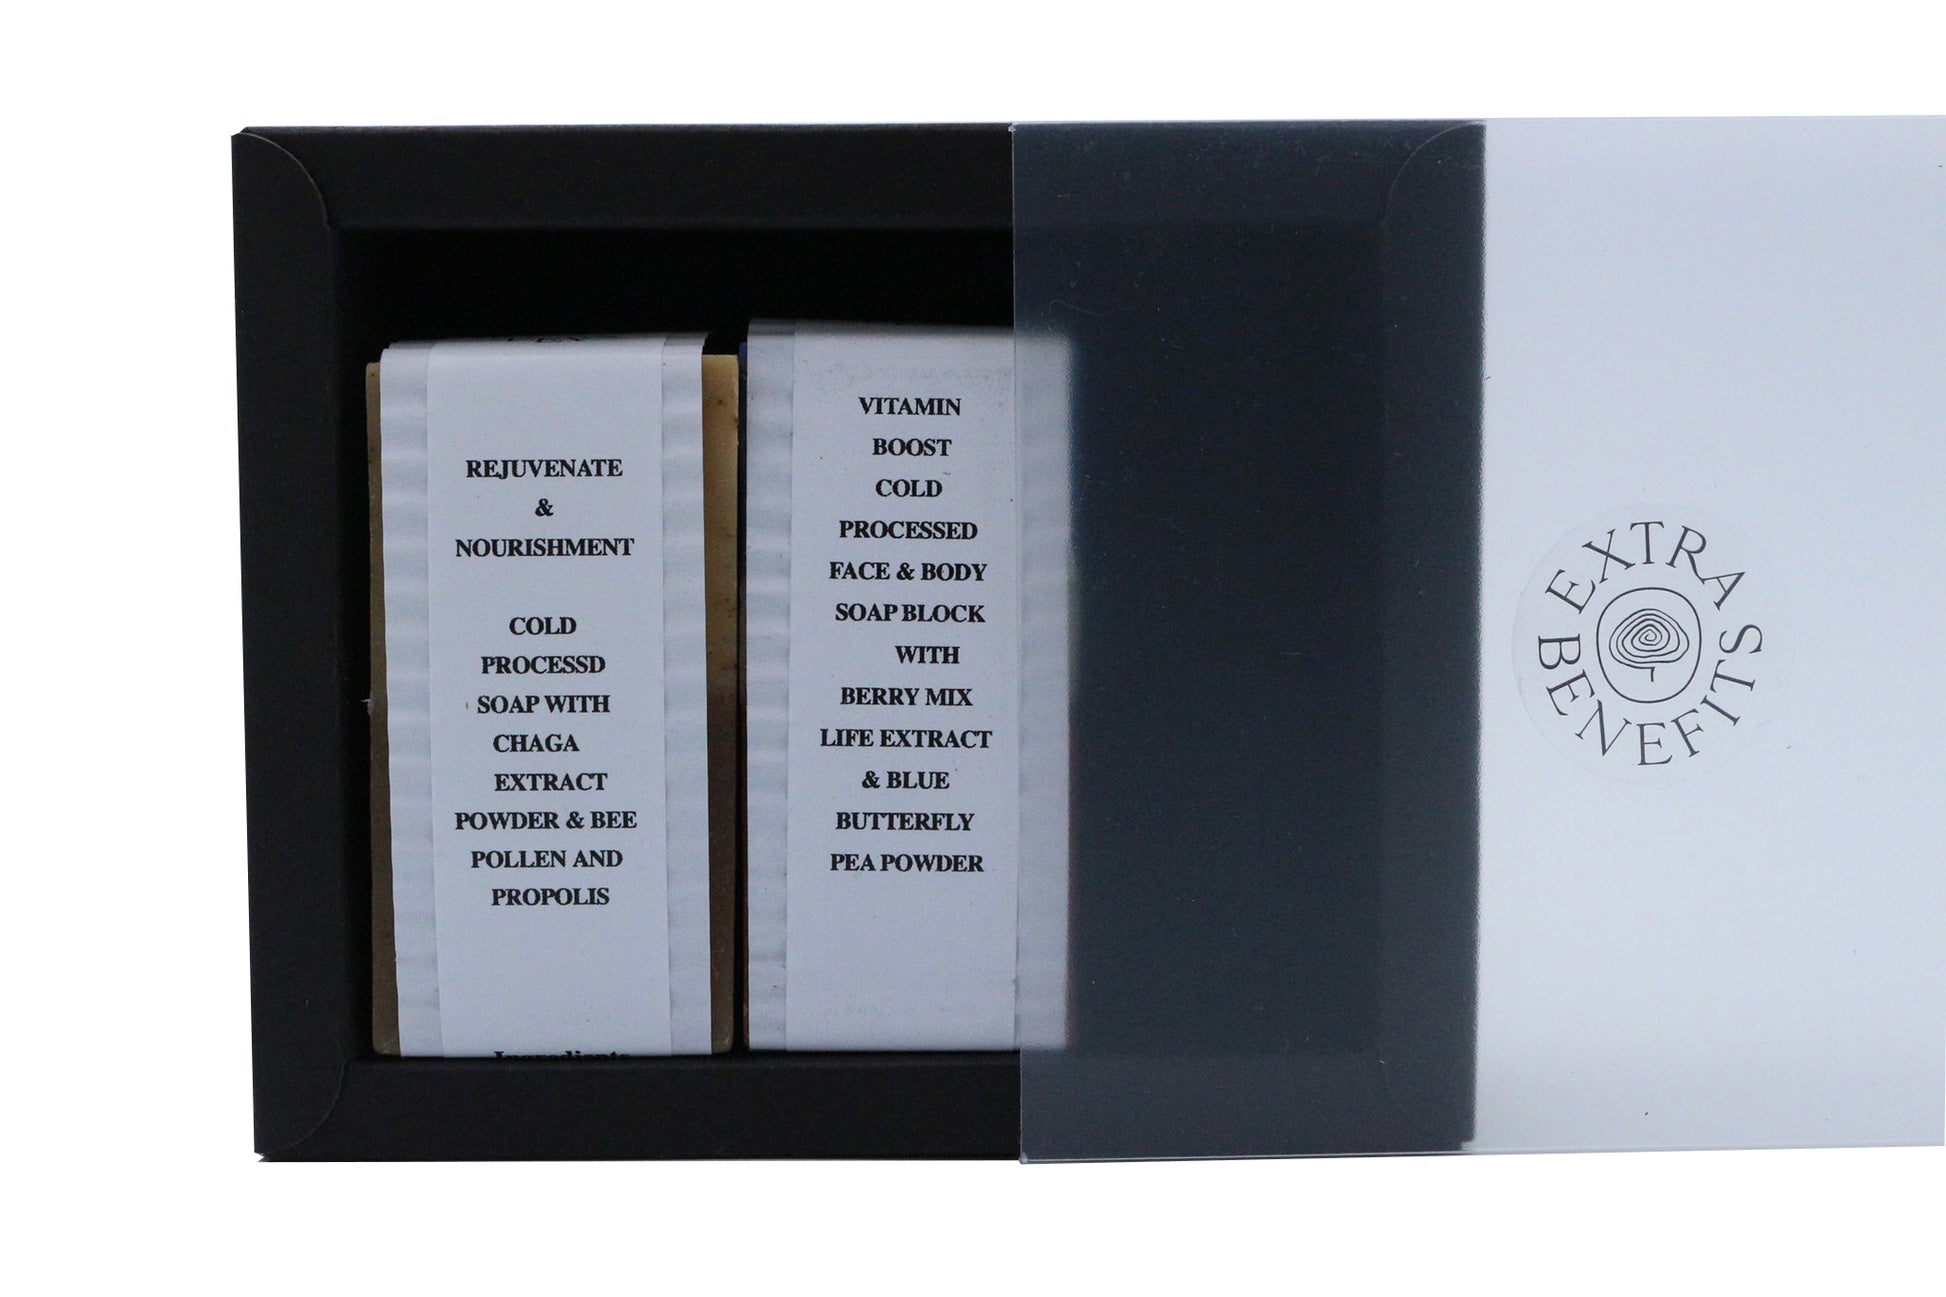 REJUVENATE
&
NOURISHMENT
COLD
PROCESSD
SOAP WITH
CHAGA
EXTRACT
POWDER & BEE
POLLEN AND
PROPOLIS
Ingredients
VITAMIN
BOOST
COLD
PROCESSED
FACE & BODY
SOAP BLOCK
WITH
BERRY MIX
LIFE EXTRACT
& BLUE
BUTTERFLY
PEA POWDER
EXTRA
BENEFITS